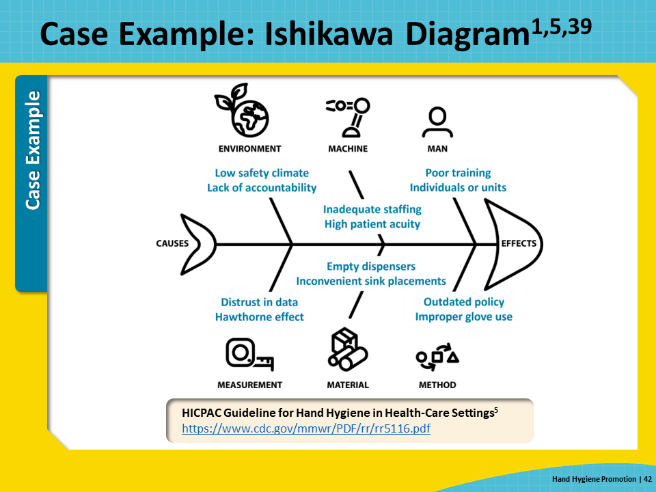 Case Example: Ishikawa Diagram1,5,39
Case Example
ENVIRONMENT
MACHINE
MAN
Low safety climate
Lack of accountability
Poor training
Individuals or units
Inadequate staffing
High patient acuity
CAUSES
EFFECTS
Empty dispensers
Inconvenient sink placements
Distrust in data
Hawthorne effect
Outdated policy
Improper glove use
MEASUREMENT
MATERIAL
METHOD
HICPAC Guideline for Hand Hygiene in Health-Care Settings5
https://www.cdc.gov/mmwr/PDF/rr/rr5116.pdf
Hand Hygiene Promotion | 42